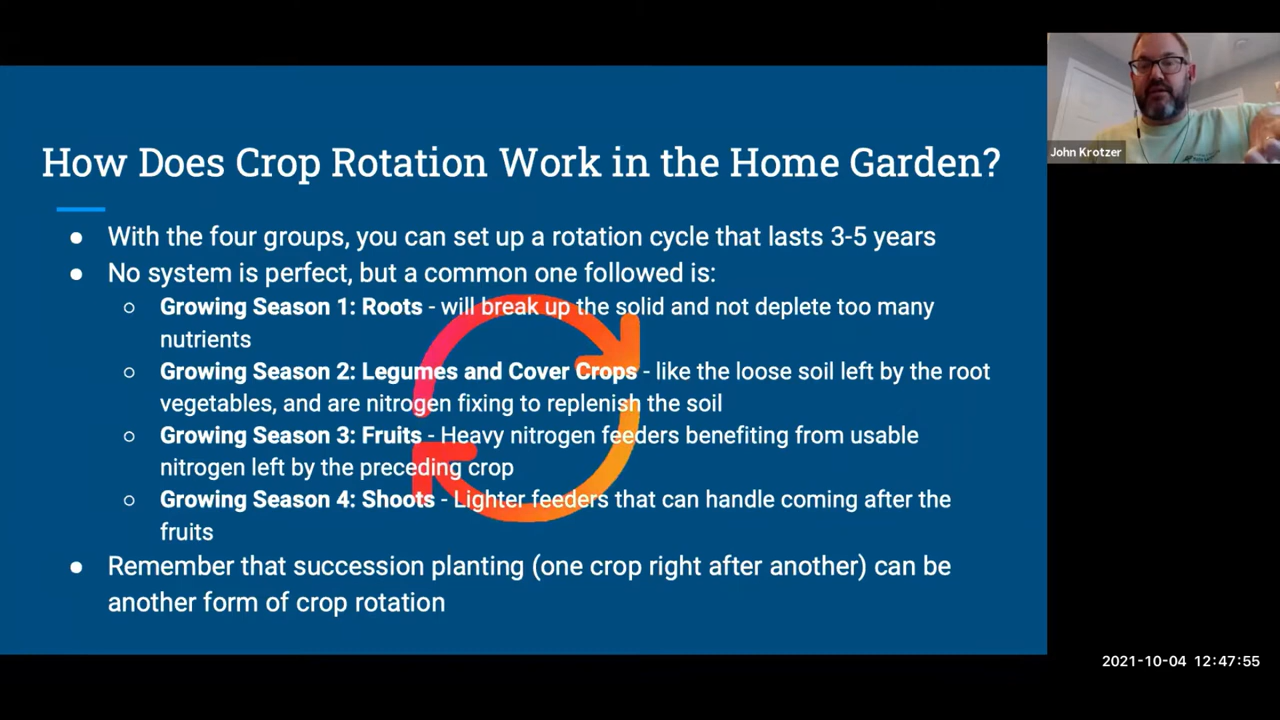 How Does Crop Rotation Work in the Home Garden?
● With the four groups, you can set up a rotation cycle that lasts 3-5 years
● No system is perfect, but a common one followed is:
○ Growing Season 1: Roots - will break up the solid and not deplete too many
nutrients
○ Growing Season 2: Legumes and Cover Crops - like the loose soil left by the root
vegetables, and are nitrogen fixing to replenish the soil
○ Growing Season 3: Fruits - Heavy nitrogen feeders benefiting from usable
nitrogen left by the preceding crop
○ Growing Season 4: Shoots - Lighter feeders that can handle coming after the
fruits
● Remember that succession planting (one crop right after another) can be
another form of crop rotation
John Krotzer
2021-10-04 12:47:55